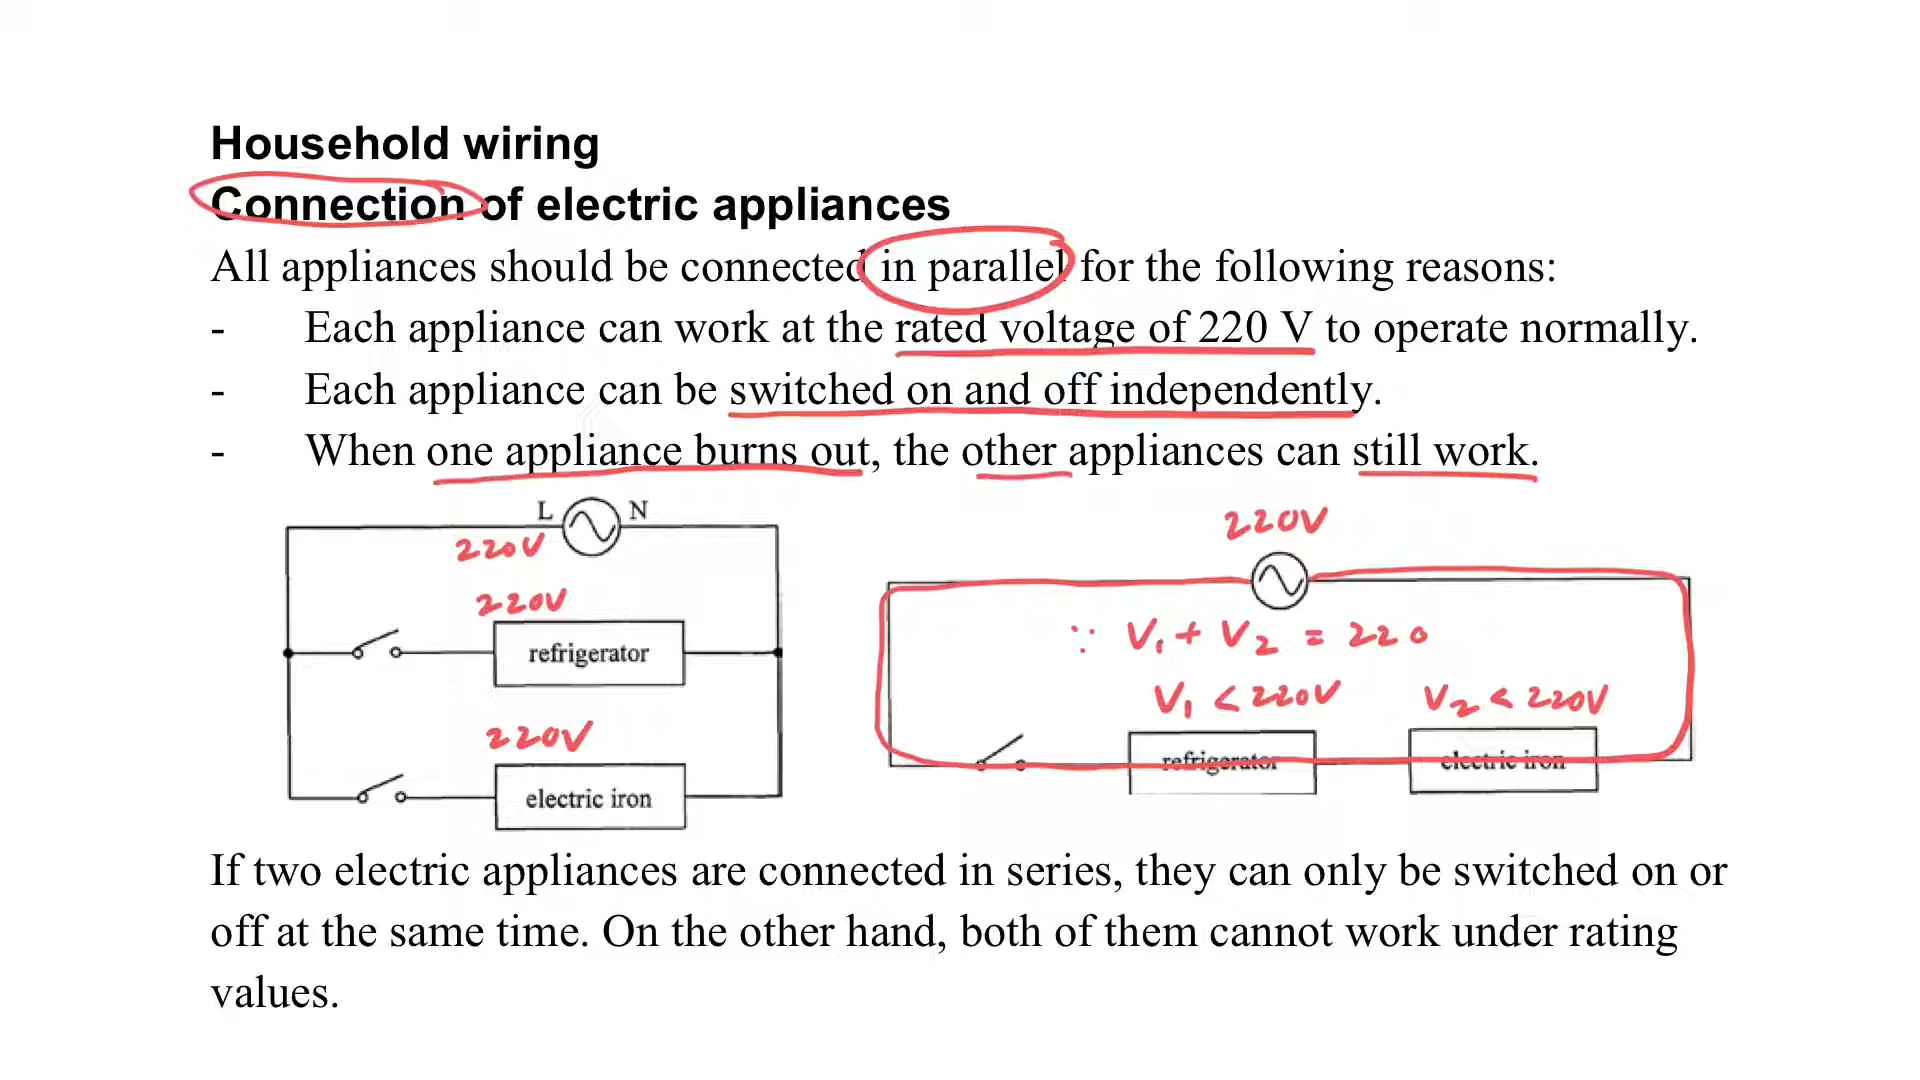 Household wiring
Connection of electric appliances
All appliances should be connected in parallel for the following reasons:
- Each appliance can work at the rated voltage of 220 V to operate normally.
- Each appliance can be switched on and off independently.
- When one appliance burns out, the other appliances can still work.
L N
220V
220V
refrigerator
220V
electric iron
220V
∵ V₁ + V₂ = 220
V₁ < 220V V₂ < 220V
refrigerator electric iron
If two electric appliances are connected in series, they can only be switched on or
off at the same time. On the other hand, both of them cannot work under rating
values.